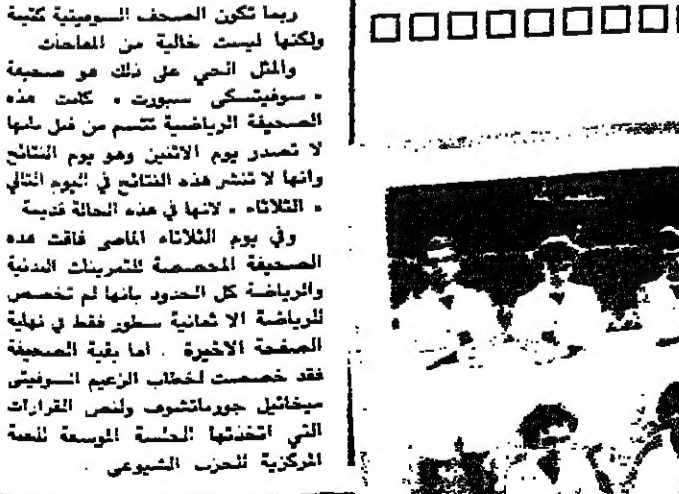 ربما تكون الصحف السوفيتية كئيبة
ولكنها ليست خالية من المفاجآت
والمثل الحي على ذلك هو صحيفة
« سوفيتسكي سبورت » كانت هذه
الصحيفة الرياضية تتسم من قبل بانها
لا تصدر يوم الاثنين وهو يوم النتائج
وانها لا تنشر هذه النتائج في اليوم التالي
« الثلاثاء » لانها في هذه الحالة قديمة
وفي يوم الثلاثاء الماضي فاقت هذه
الصحيفة المخصصة للتمرينات البدنية
والرياضة كل الحدود بانها لم تخصص
للرياضة الا ثمانية سطور فقط في نهاية
الصفحة الاخيرة . اما بقية الصحيفة
فقد خصصت لخطاب الزعيم السوفيتى
ميخائيل جورباتشوف ولنص القرارات
التي اتخذتها الجلسة الموسعة للجنة
المركزية للحزب الشيوعي .